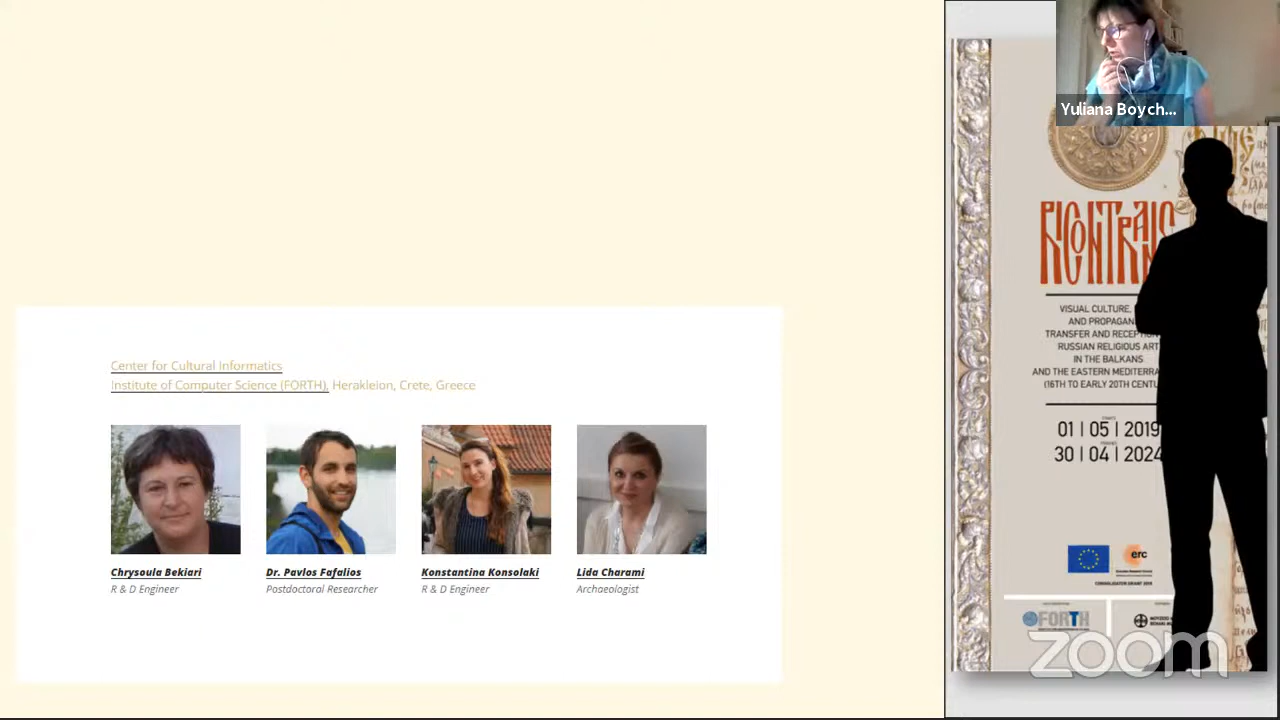 Yuliana Boych...
Center for Cultural Informatics
Institute of Computer Science (FORTH), Herakleion, Crete, Greece
Chrysoula Bekiari
R & D Engineer
Dr. Pavlos Fafalios
Postdoctoral Researcher
Konstantina Konsolaki
R & D Engineer
Lida Charami
Archaeologist
VISUAL CULTURE,
AND PROPAGAN
TRANSFER AND RECEPTION
RUSSIAN RELIGIOUS ART
IN THE BALKANS
AND THE EASTERN MEDITERRA
(16TH TO EARLY 20TH CENTU
01 | 05 | 2019
30 | 04 | 2024
erc
CONSOLIDATOR GRANT 2018
FORTH
zoom